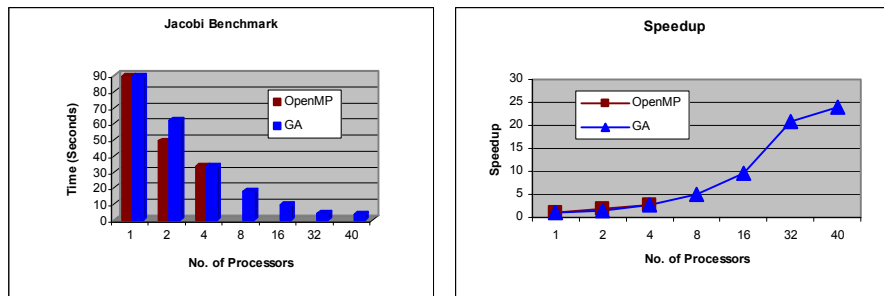 Jacobi Benchmark
90
80
70
60
50
40
30
20
10
0
Time (Seconds)
OpenMP
GA
1 2 4 8 16 32 40
No. of Processors
Speedup
30
25
20
15
10
5
0
Speedup
OpenMP
GA
1 2 4 8 16 32 40
No. of Processors